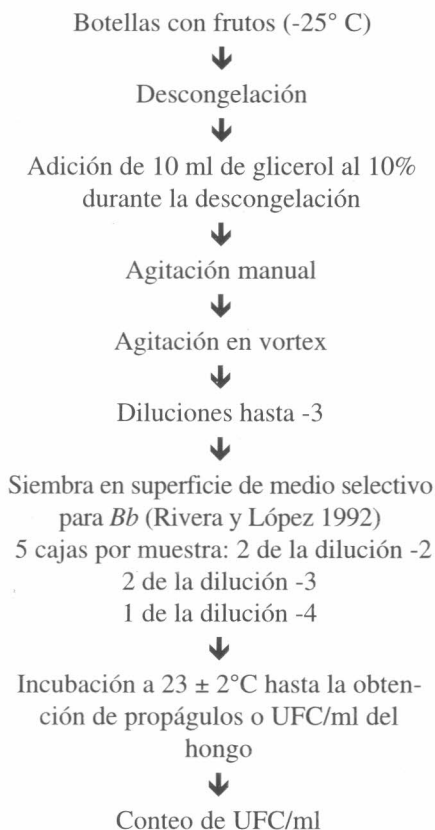 Botellas con frutos (-25° C)
Descongelación
Adición de 10 ml de glicerol al 10%
durante la descongelación
Agitación manual
Agitación en vortex
Diluciones hasta -3
Siembra en superficie de medio selectivo
para Bb (Rivera y López 1992)
5 cajas por muestra: 2 de la dilución -2
2 de la dilución -3
1 de la dilución -4
Incubación a 23 ± 2°C hasta la obten-
ción de propágulos o UFC/ml del
hongo
Conteo de UFC/ml